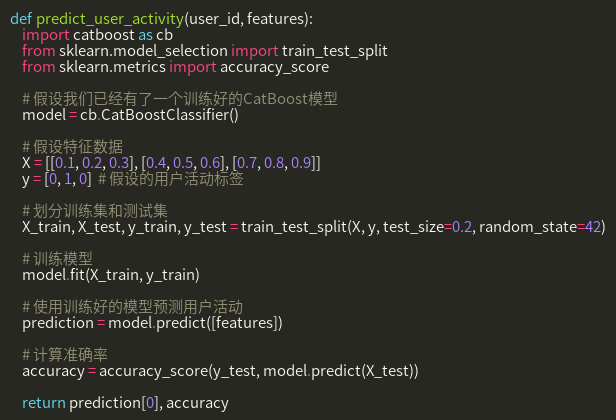 def predict_user_activity(user_id, features):
    import catboost as cb
    from sklearn.model_selection import train_test_split
    from sklearn.metrics import accuracy_score

    # 假设我们已经有了一个训练好的CatBoost模型
    model = cb.CatBoostClassifier()

    # 假设特征数据
    X = [[0.1, 0.2, 0.3], [0.4, 0.5, 0.6], [0.7, 0.8, 0.9]]
    y = [0, 1, 0]  # 假设的用户活动标签

    # 划分训练集和测试集
    X_train, X_test, y_train, y_test = train_test_split(X, y, test_size=0.2, random_state=42)

    # 训练模型
    model.fit(X_train, y_train)

    # 使用训练好的模型预测用户活动
    prediction = model.predict([features])

    # 计算准确率
    accuracy = accuracy_score(y_test, model.predict(X_test))

    return prediction[0], accuracy